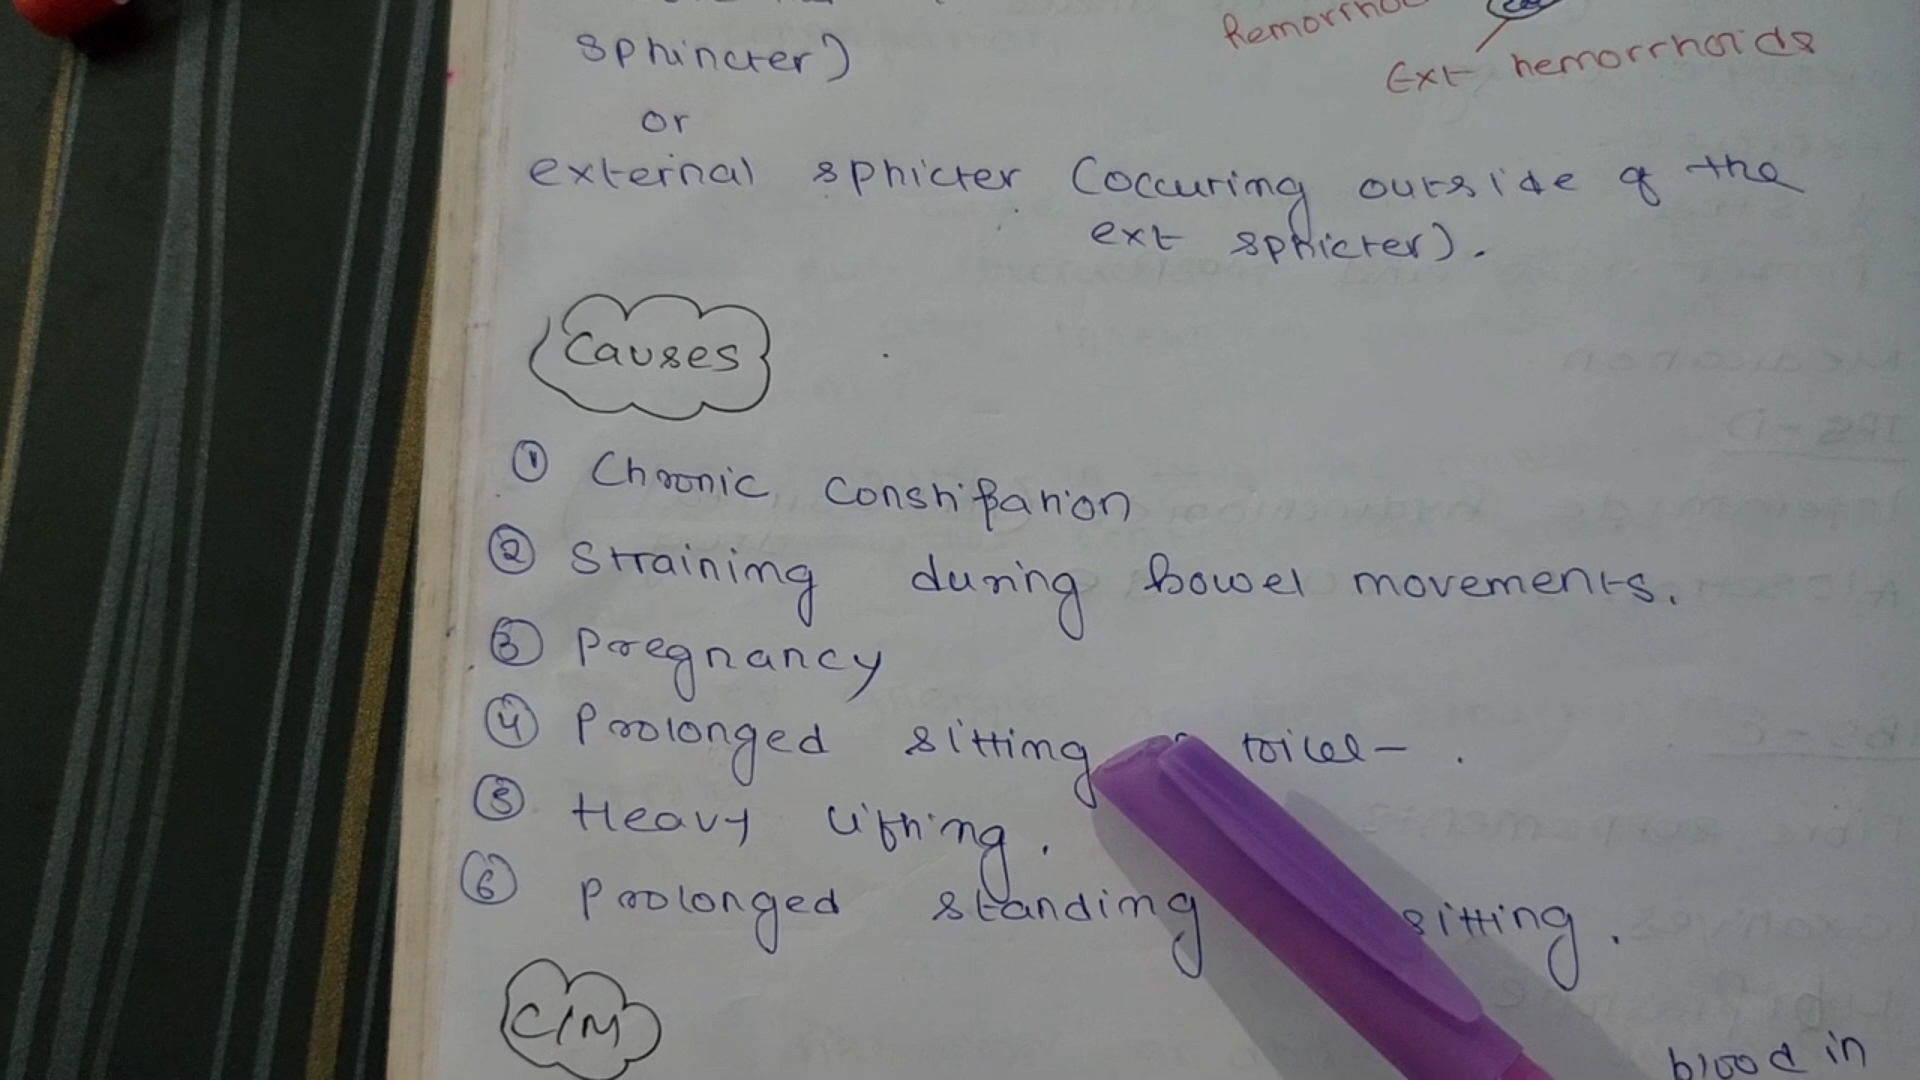 sphincter)
Ext hemorrhoids
or
external sphicter (occuring outside of the
ext sphicter).
Causes
① Chronic constipation
② Straining during bowel movements.
③ Pregnancy
④ Prolonged sitting toilet .
⑤ Heavy lifting.
⑥ Prolonged standing sitting.
C/M
blood in